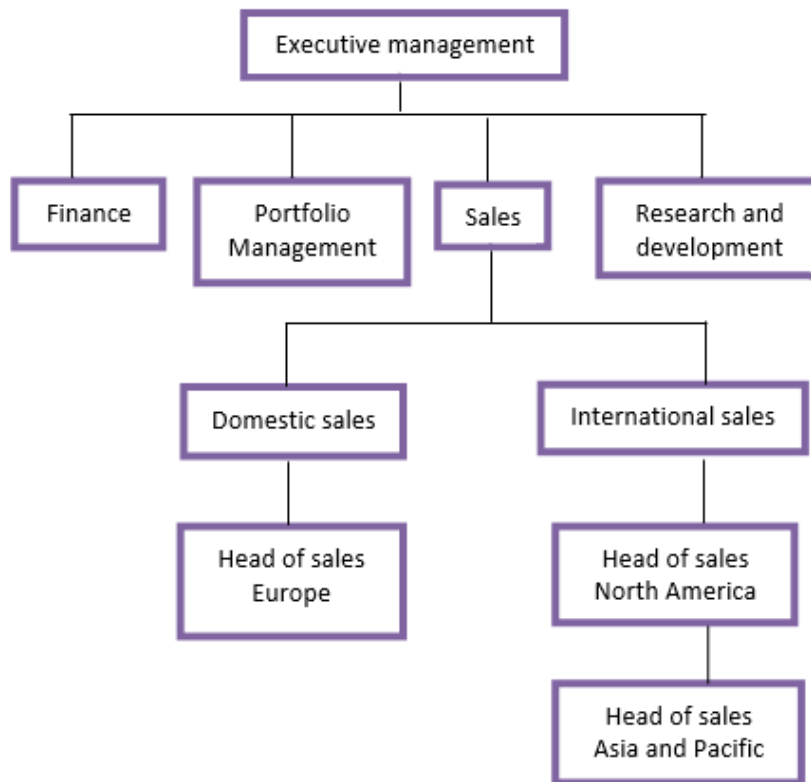 Executive management
Finance
Portfolio
Management
Sales
Research and
development
Domestic sales
International sales
Head of sales
Europe
Head of sales
North America
Head of sales
Asia and Pacific